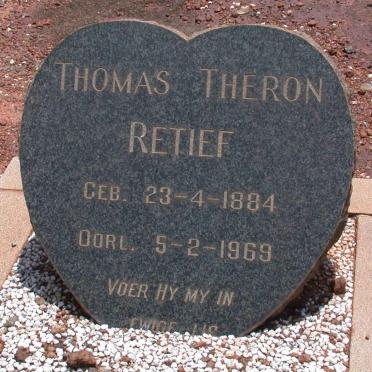 THOMAS THERON
RETIEF
GEB. 23-4-1884
OORL. 5-2-1969
VOER HY MY IN